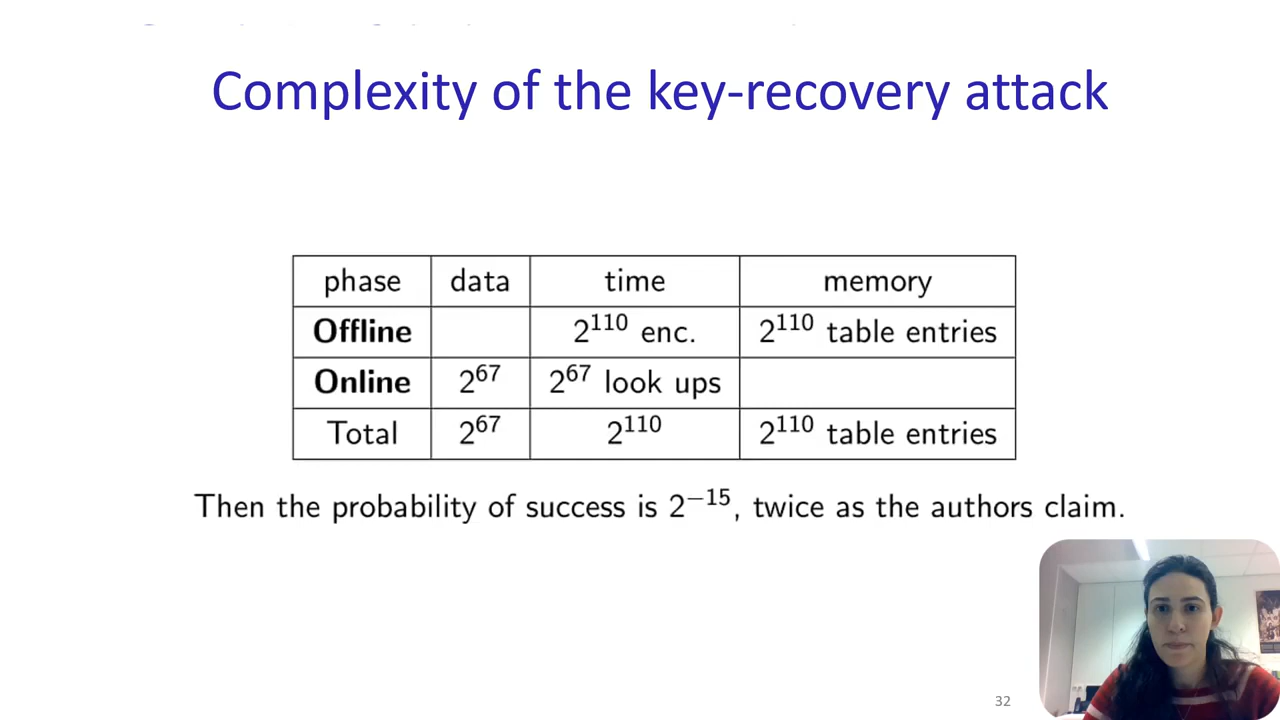 Complexity of the key-recovery attack
phase data time memory
Offline 2^110 enc. 2^110 table entries
Online 2^67 2^67 look ups
Total 2^67 2^110 2^110 table entries
Then the probability of success is 2^−15, twice as the authors claim.
32